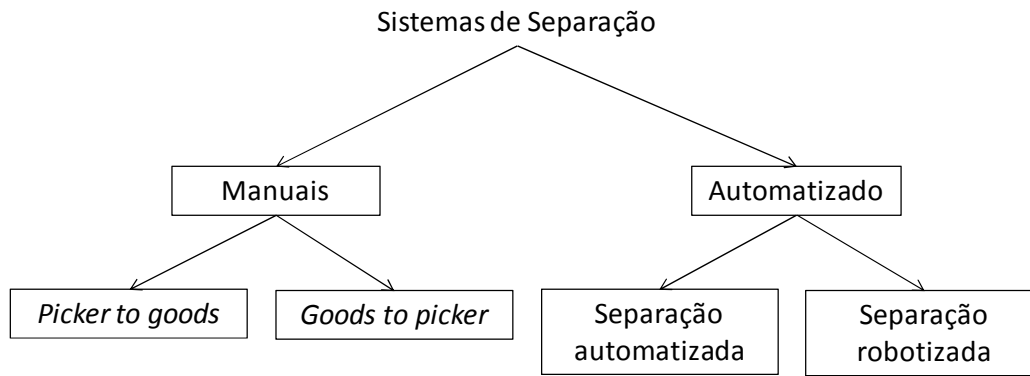 Sistemas de Separação
Manuais
Automatizado
Picker to goods
Goods to picker
Separação
automatizada
Separação
robotizada